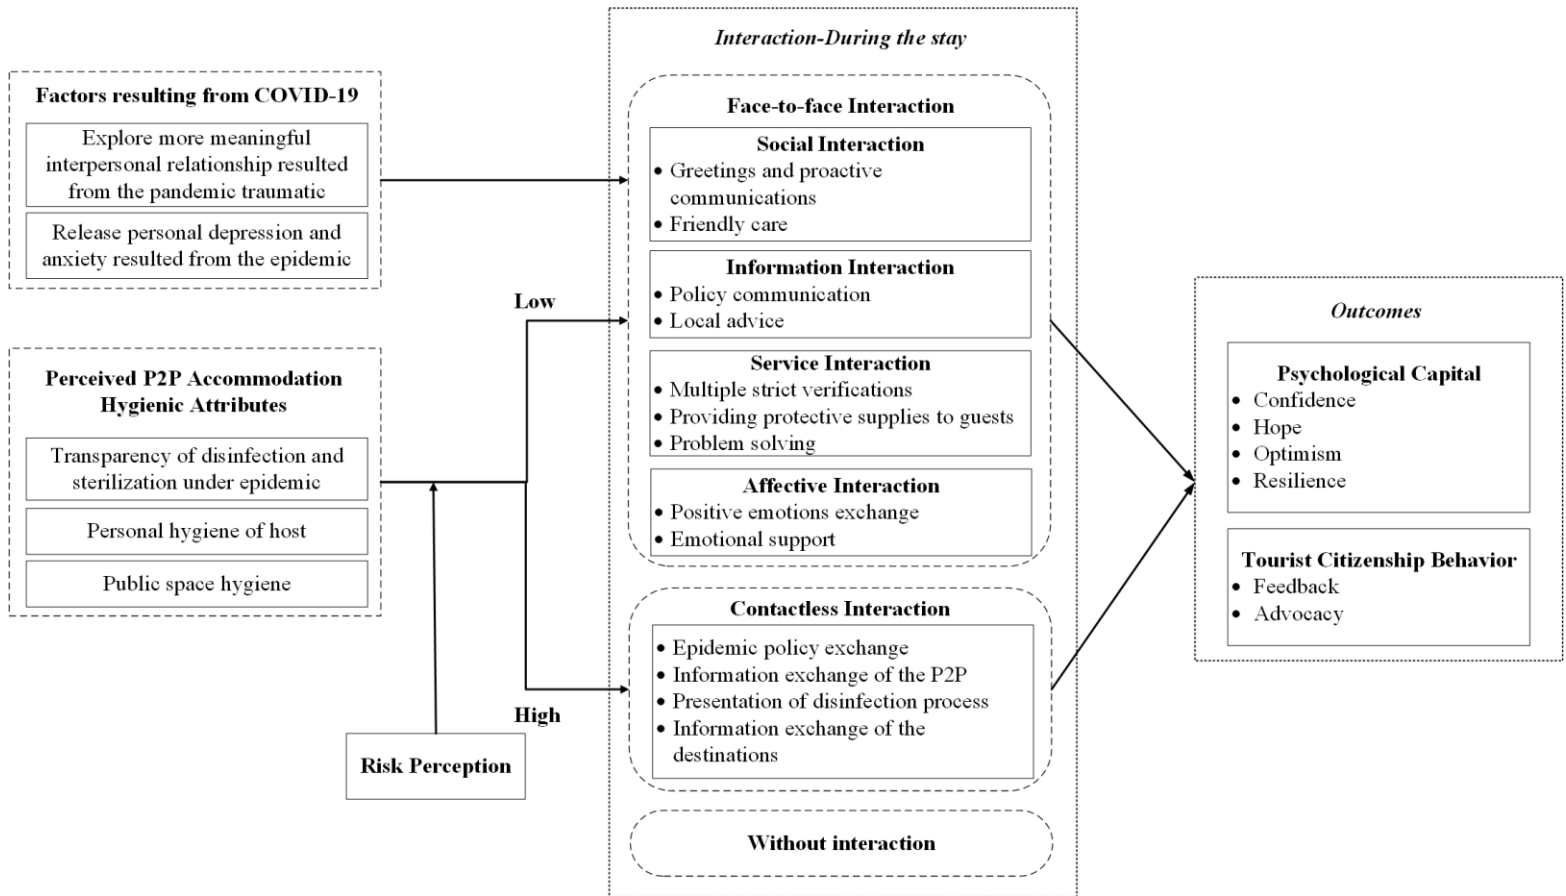 Factors resulting from COVID-19
Explore more meaningful
interpersonal relationship resulted
from the pandemic traumatic
Release personal depression and
anxiety resulted from the epidemic
Perceived P2P Accommodation
Hygienic Attributes
Transparency of disinfection and
sterilization under epidemic
Personal hygiene of host
Public space hygiene
Low
High
Risk Perception
Interaction-During the stay
Face-to-face Interaction
Social Interaction
• Greetings and proactive
communications
• Friendly care
Information Interaction
• Policy communication
• Local advice
Service Interaction
• Multiple strict verifications
• Providing protective supplies to guests
• Problem solving
Affective Interaction
• Positive emotions exchange
• Emotional support
Contactless Interaction
• Epidemic policy exchange
• Information exchange of the P2P
• Presentation of disinfection process
• Information exchange of the
destinations
Without interaction
Outcomes
Psychological Capital
• Confidence
• Hope
• Optimism
• Resilience
Tourist Citizenship Behavior
• Feedback
• Advocacy